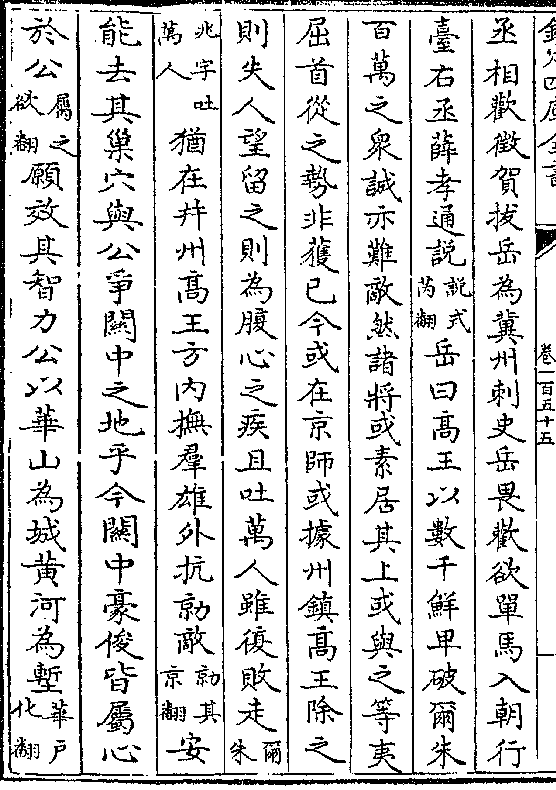 丞相歡徵賀拔岳為冀州刺史岳畏歡欲單馬入朝行
臺右丞薛孝通說說式芮翻岳曰高王以數千鮮卑破爾朱
百萬之衆誠亦難敵然諸將或素居其上或與之等夷
屈首從之勢非獲已今或在京師或據州鎮高王除之
則失人望留之則為腹心之疾且吐萬人雖復敗走爾朱
兆字吐萬人猶在幷州高王方內撫羣雄外抗勍敵勍其京翻安
能去其巢穴與公爭關中之地乎今關中豪俊皆屬心
於公屬之欲翻願效其智力公以華山為城黃河為塹華戶化翻
卷一百五十五